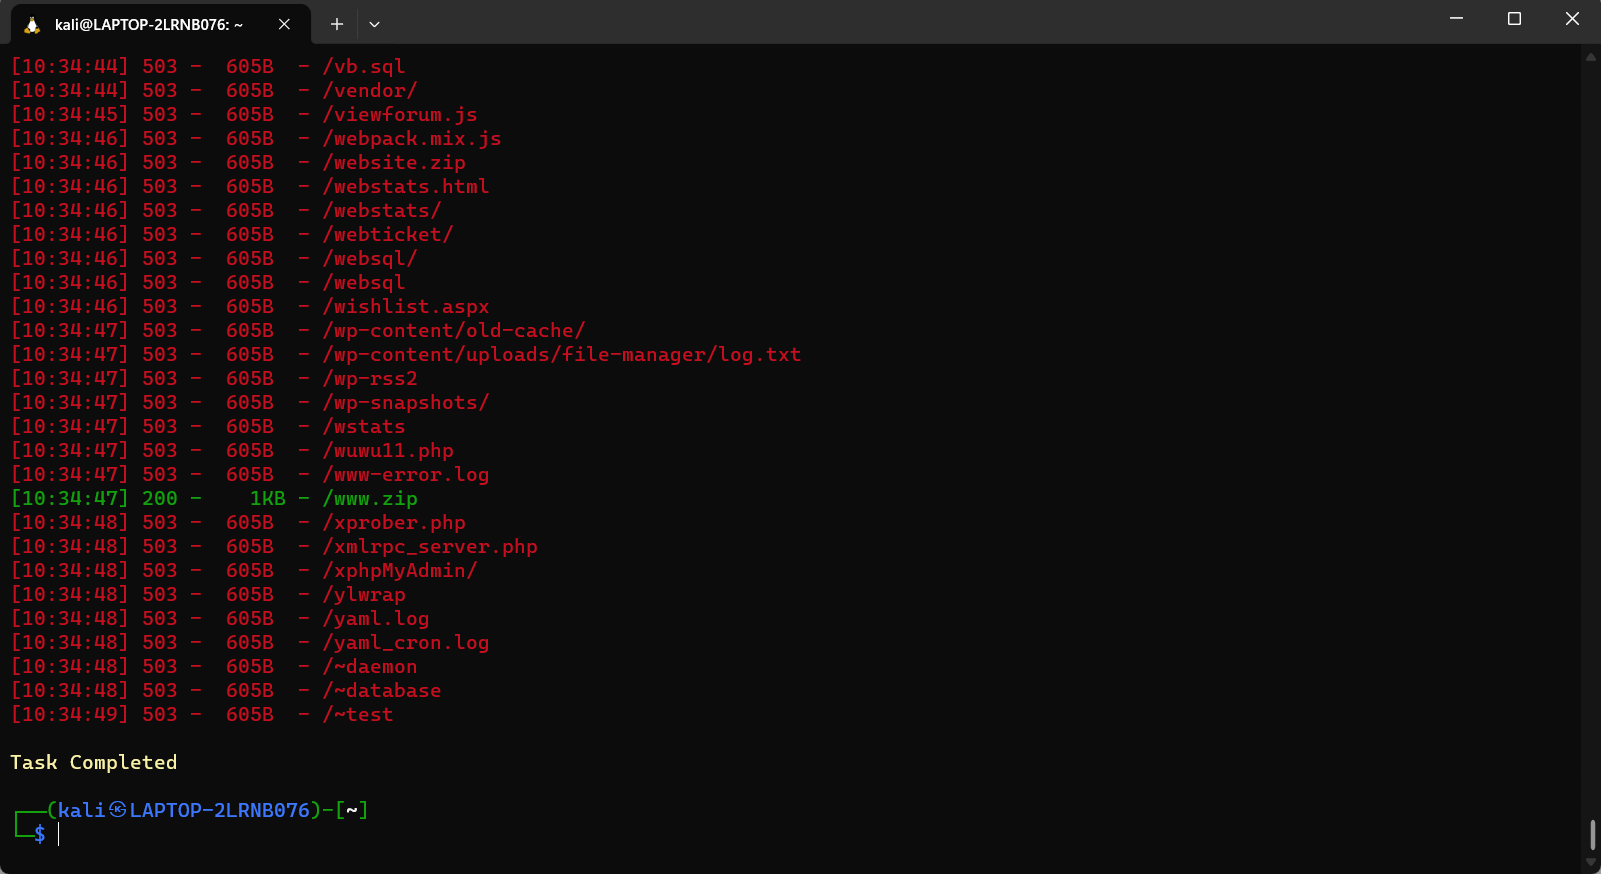 kali@LAPTOP-2LRNB076: ~
[10:34:44] 503 -  605B  - /vb.sql
[10:34:44] 503 -  605B  - /vendor/
[10:34:45] 503 -  605B  - /viewforum.js
[10:34:46] 503 -  605B  - /webpack.mix.js
[10:34:46] 503 -  605B  - /website.zip
[10:34:46] 503 -  605B  - /webstats.html
[10:34:46] 503 -  605B  - /webstats/
[10:34:46] 503 -  605B  - /webticket/
[10:34:46] 503 -  605B  - /websql/
[10:34:46] 503 -  605B  - /websql
[10:34:46] 503 -  605B  - /wishlist.aspx
[10:34:47] 503 -  605B  - /wp-content/old-cache/
[10:34:47] 503 -  605B  - /wp-content/uploads/file-manager/log.txt
[10:34:47] 503 -  605B  - /wp-rss2
[10:34:47] 503 -  605B  - /wp-snapshots/
[10:34:47] 503 -  605B  - /wstats
[10:34:47] 503 -  605B  - /wuwu11.php
[10:34:47] 503 -  605B  - /www-error.log
[10:34:47] 200 -    1KB - /www.zip
[10:34:48] 503 -  605B  - /xprober.php
[10:34:48] 503 -  605B  - /xmlrpc_server.php
[10:34:48] 503 -  605B  - /xphpMyAdmin/
[10:34:48] 503 -  605B  - /ylwrap
[10:34:48] 503 -  605B  - /yaml.log
[10:34:48] 503 -  605B  - /yaml_cron.log
[10:34:48] 503 -  605B  - /~daemon
[10:34:48] 503 -  605B  - /~database
[10:34:49] 503 -  605B  - /~test
Task Completed
┌──(kali㉿LAPTOP-2LRNB076)-[~]
└─$